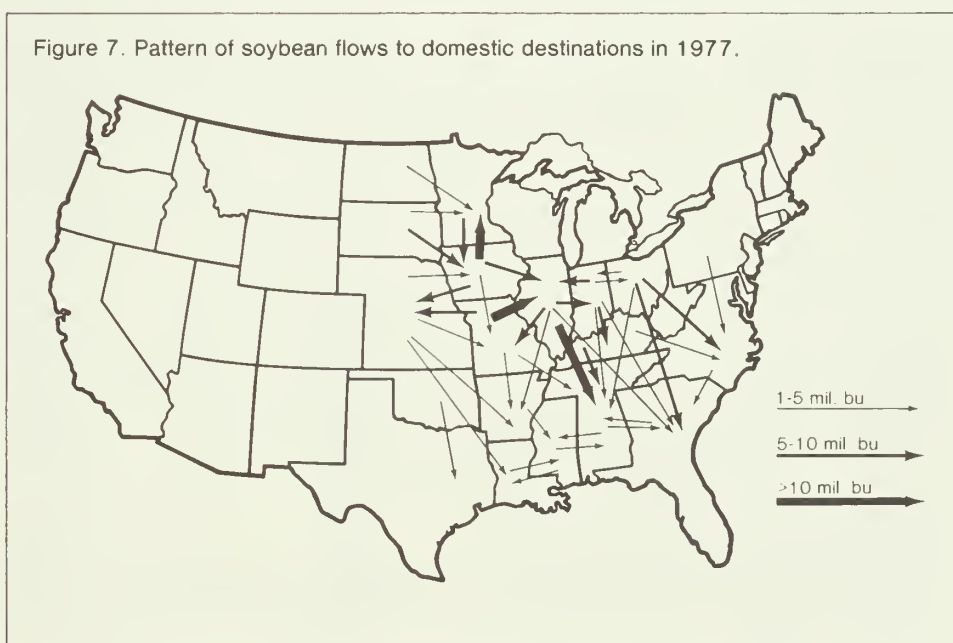 Figure 7. Pattern of soybean flows to domestic destinations in 1977.
1-5 mil. bu
5-10 mil bu
>10 mil bu